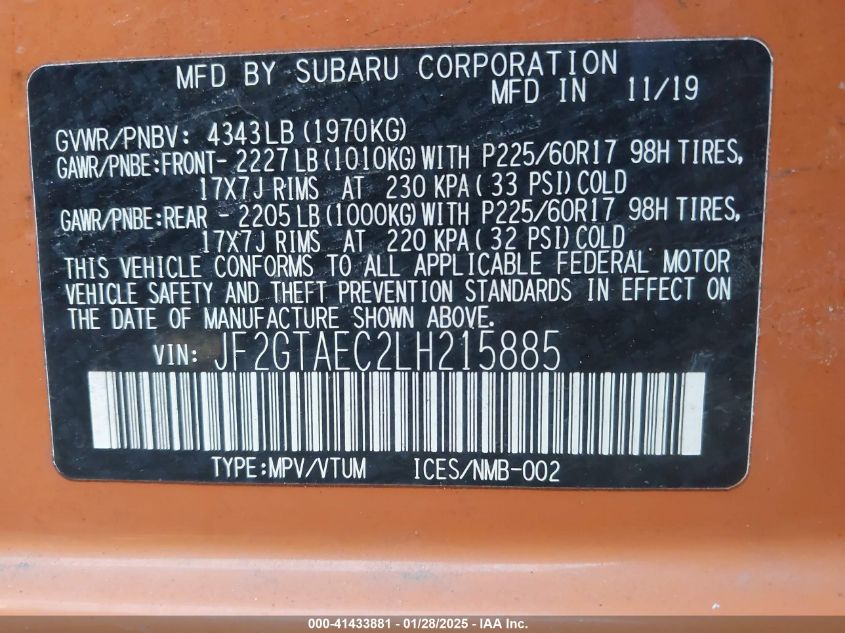 MFD BY SUBARU CORPORATION
MFD IN 11/19
GVWR/PNBV: 4343LB (1970KG)
GAWR/PNBE:FRONT- 2227 LB (1010KG) WITH P225/60R17 98H TIRES,
17X7J RIMS AT 230 KPA ( 33 PSI) COLD
GAWR/PNBE:REAR - 2205 LB (1000KG) WITH P225/60R17 98H TIRES,
17X7J RIMS AT 220 KPA ( 32 PSI) COLD
THIS VEHICLE CONFORMS TO ALL APPLICABLE FEDERAL MOTOR
VEHICLE SAFETY AND THEFT PREVENTION STANDARDS IN EFFECT ON
THE DATE OF MANUFACTURE SHOWN ABOVE.
VIN: JF2GTAEC2LH215885
TYPE:MPV/VTUM ICES/NMB-002
000-41433881 - 01/28/2025 - IAA Inc.